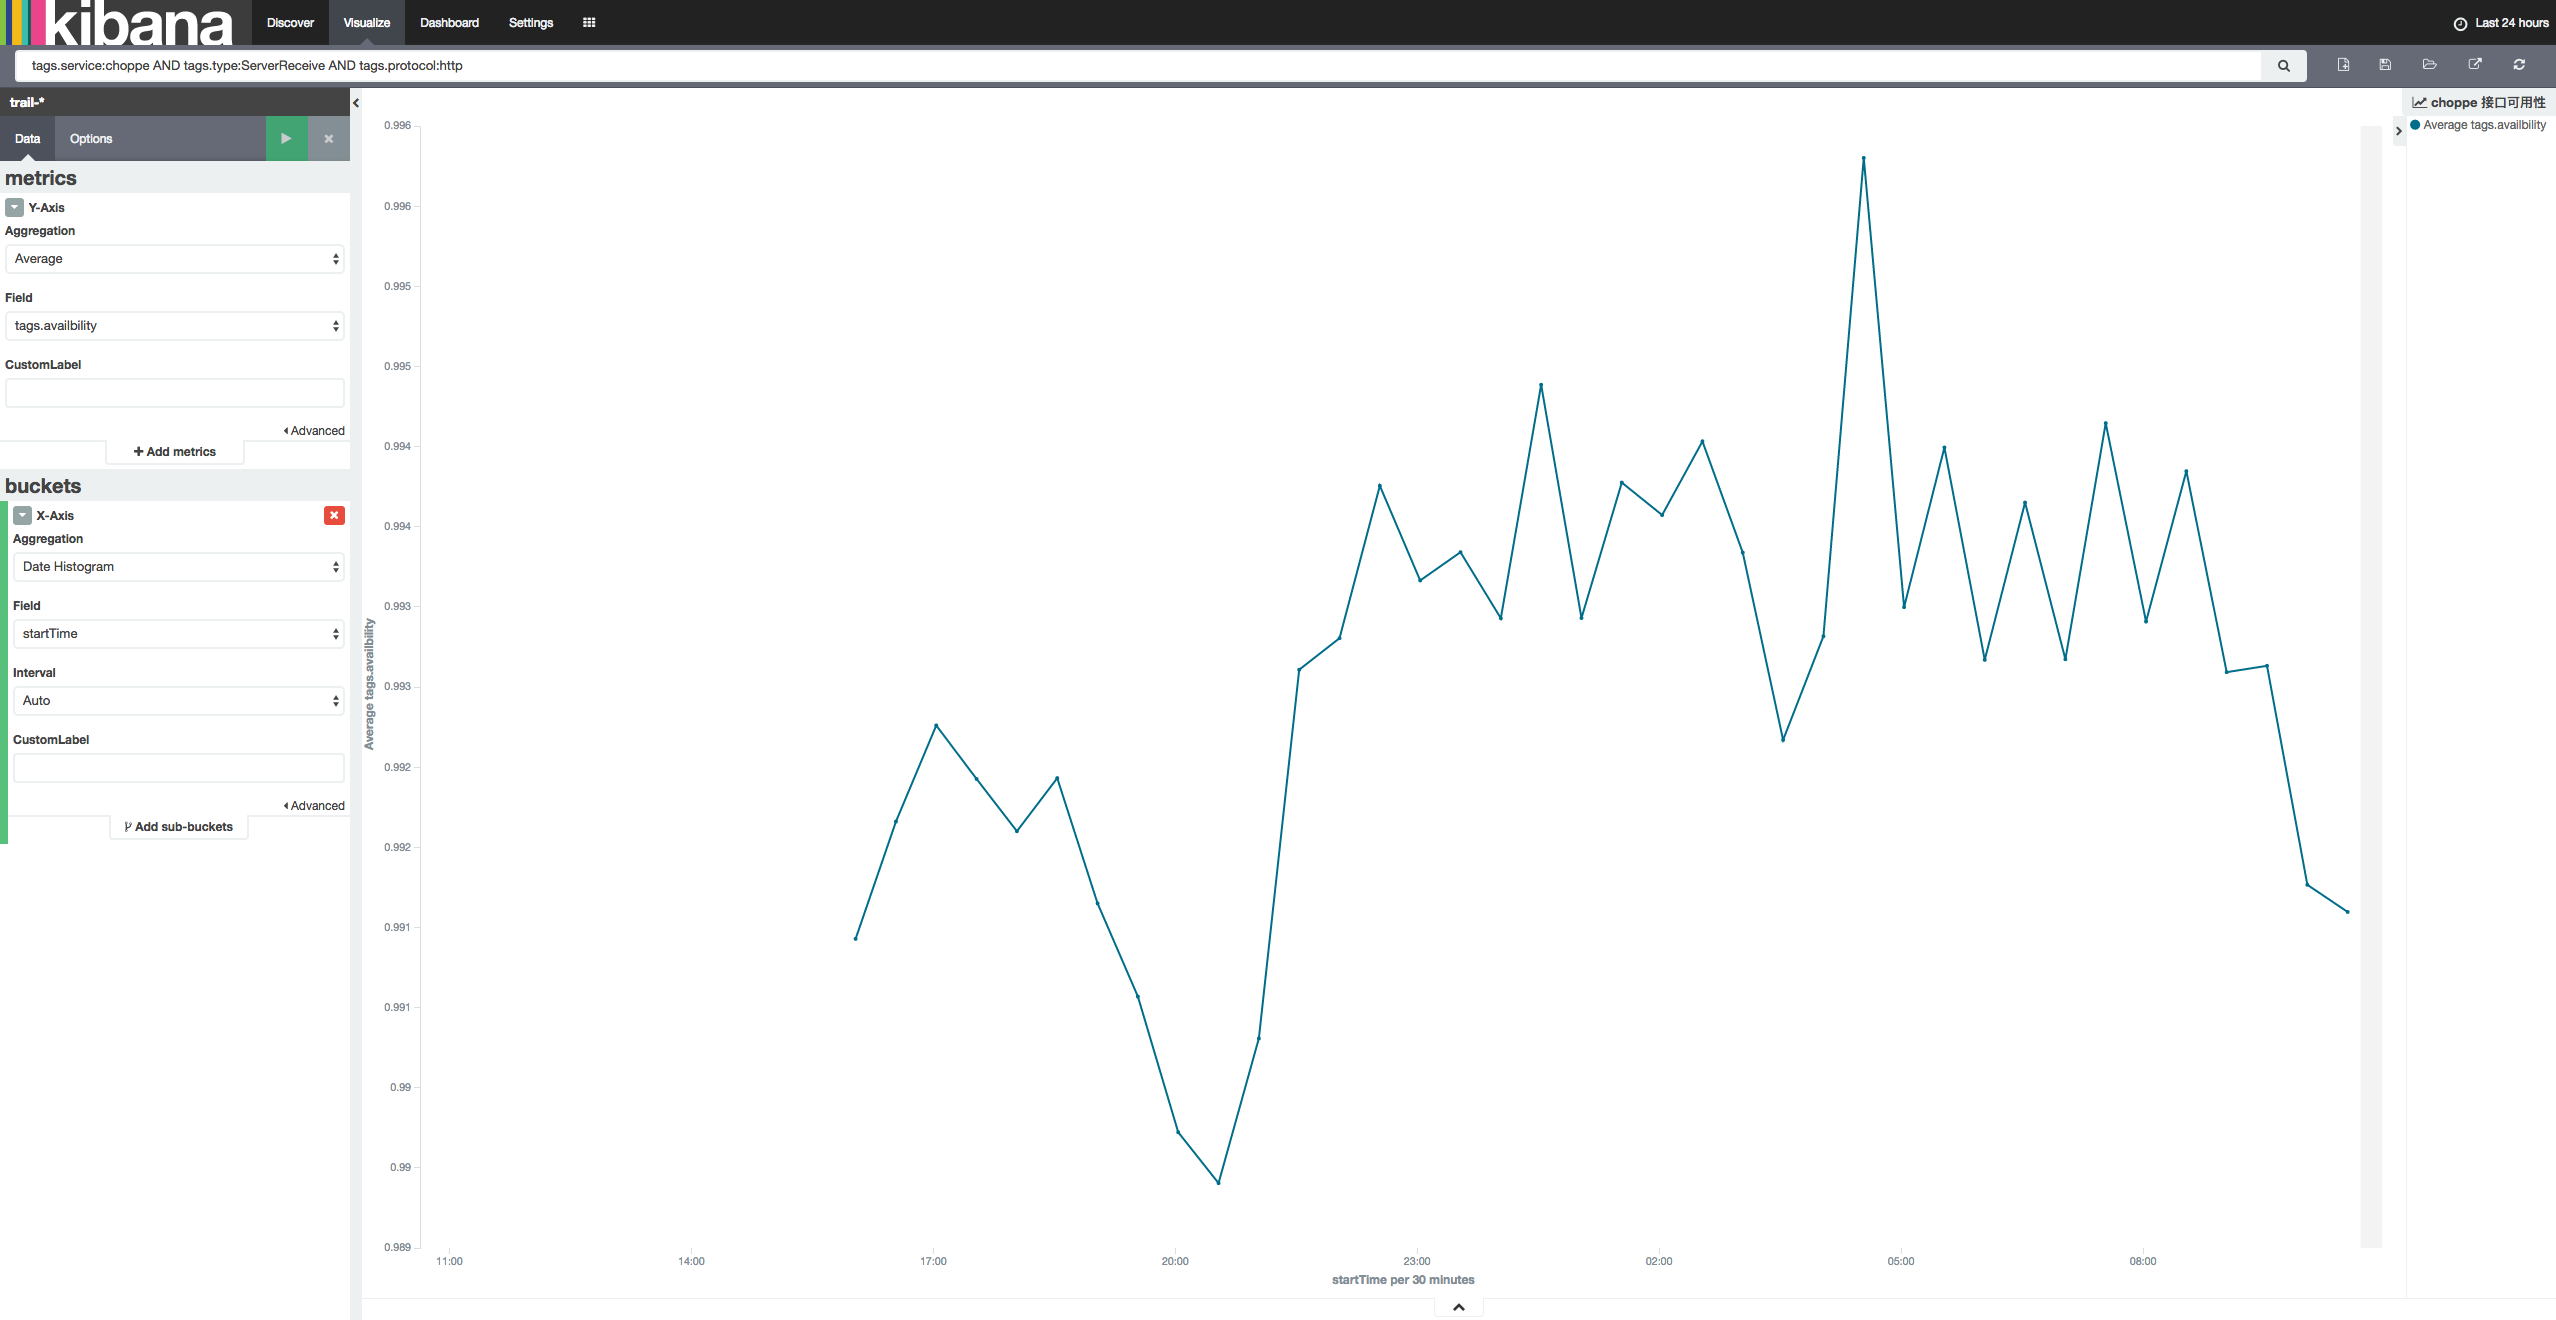 kibana
Discover
Visualize
Dashboard
Settings
Last 24 hours
tags.service:choppe AND tags.type:ServerReceive AND tags.protocol:http
trail-*
Data
Options
metrics
Y-Axis
Aggregation
Average
Field
tags.availbility
CustomLabel
Advanced
Add metrics
buckets
X-Axis
Aggregation
Date Histogram
Field
startTime
Interval
Auto
CustomLabel
Advanced
Add sub-buckets
Average tags.availbility
0.996
0.996
0.995
0.995
0.994
0.994
0.993
0.993
0.992
0.992
0.991
0.991
0.99
0.99
0.989
11:00
14:00
17:00
20:00
23:00
02:00
05:00
08:00
startTime per 30 minutes
choppe 接口可用性
Average tags.availbility